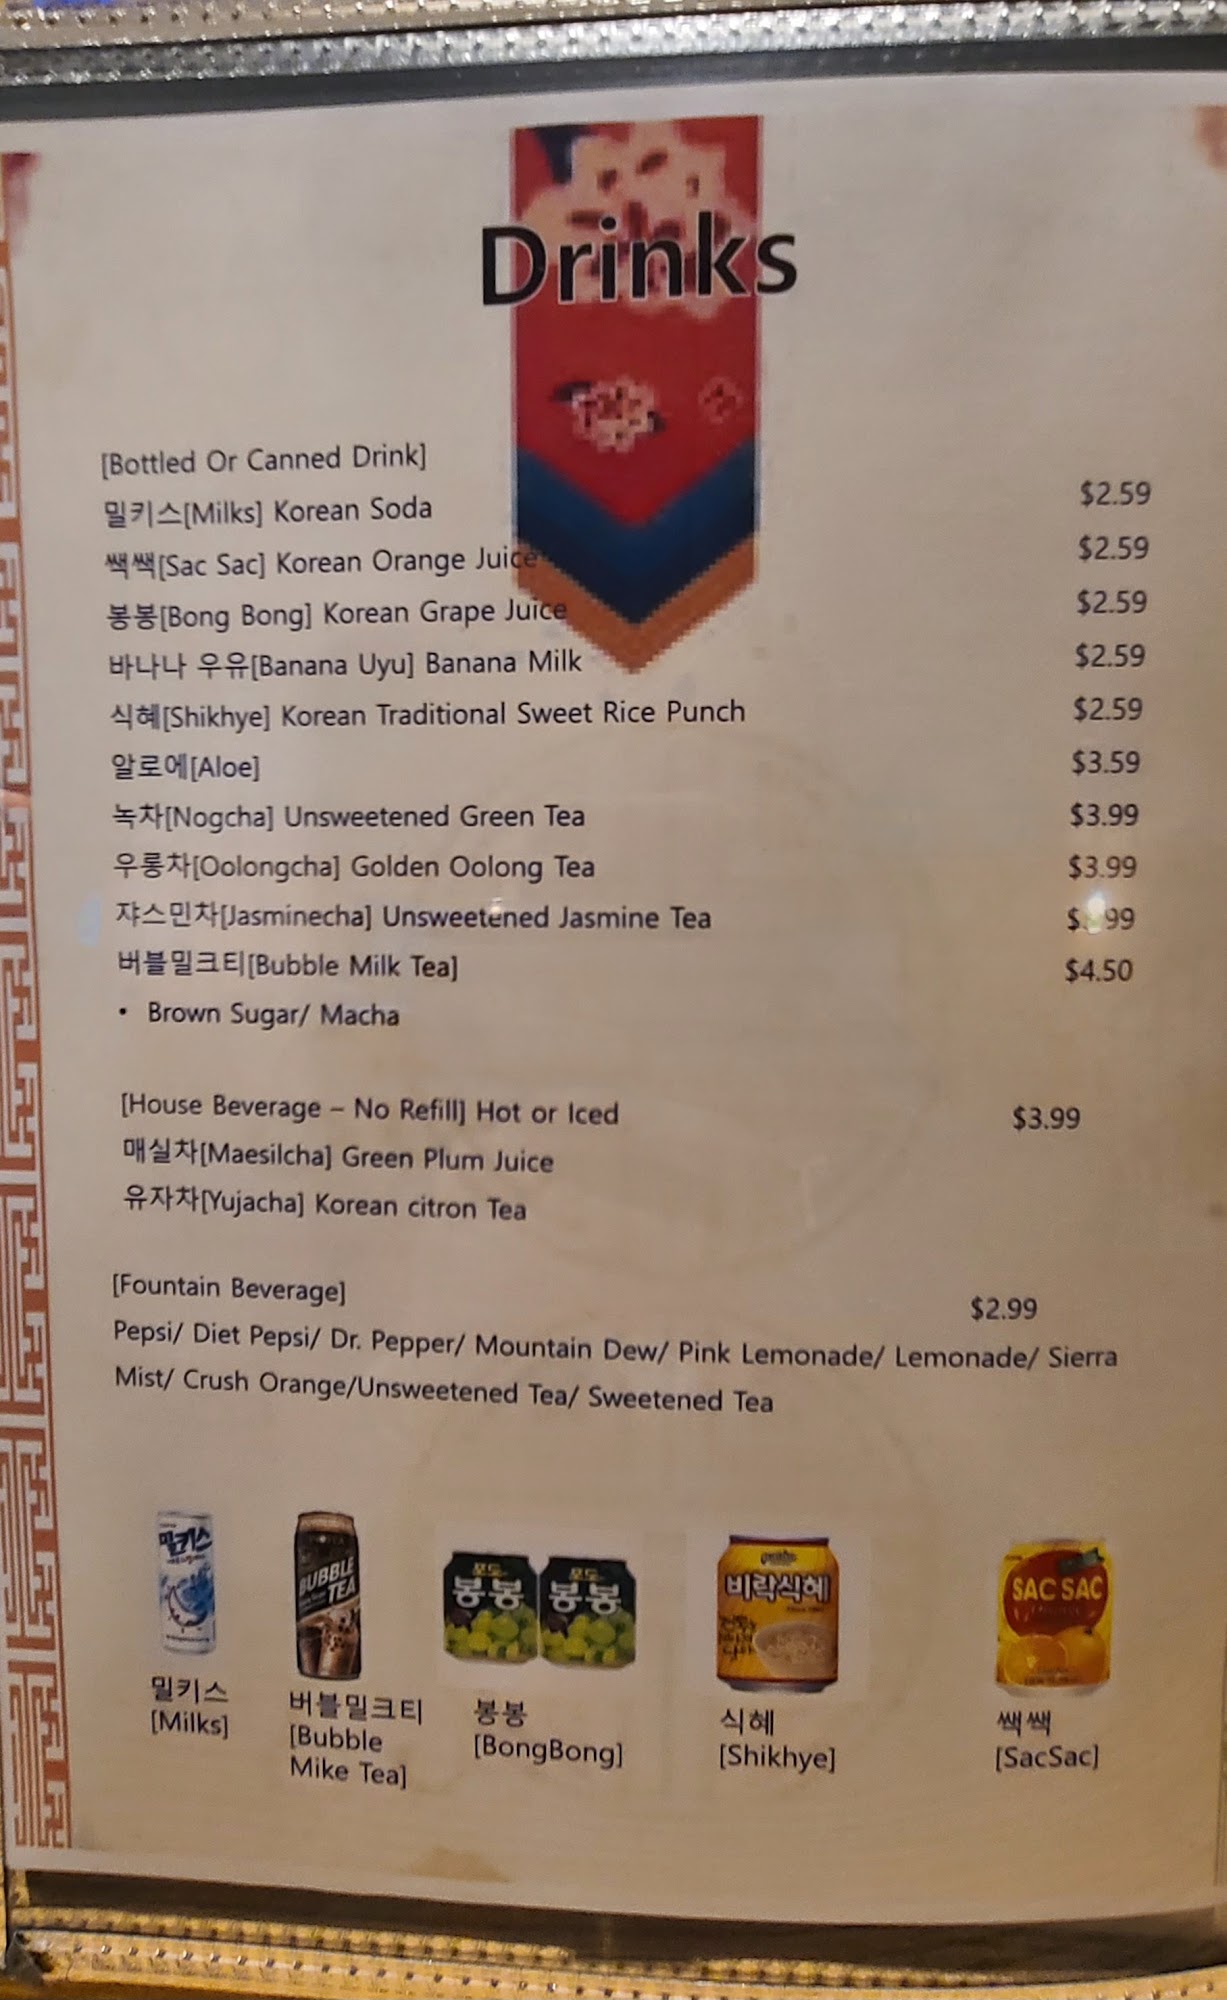 Drinks
[Bottled Or Canned Drink]
밀키스[Milks] Korean Soda $2.59
쌕쌕[Sac Sac] Korean Orange Juice $2.59
봉봉[Bong Bong] Korean Grape Juice $2.59
바나나 우유[Banana Uyu] Banana Milk $2.59
식혜[Shikhye] Korean Traditional Sweet Rice Punch $2.59
알로에[Aloe] $3.59
녹차[Nogcha] Unsweetened Green Tea $3.99
우롱차[Oolongcha] Golden Oolong Tea $3.99
쟈스민차[Jasminecha] Unsweetened Jasmine Tea
버블밀크티[Bubble Milk Tea] $4.50
• Brown Sugar/ Macha
[House Beverage – No Refill] Hot or Iced $3.99
매실차[Maesilcha] Green Plum Juice
유자차[Yujacha] Korean citron Tea
[Fountain Beverage] $2.99
Pepsi/ Diet Pepsi/ Dr. Pepper/ Mountain Dew/ Pink Lemonade/ Lemonade/ Sierra
Mist/ Crush Orange/Unsweetened Tea/ Sweetened Tea
밀키스
BUBBLE
TEA
포도
봉봉
포도
봉봉
비락식혜
SAC SAC
밀키스
[Milks]
버블밀크티
[Bubble
Mike Tea]
봉봉
[BongBong]
식혜
[Shikhye]
쌕쌕
[SacSac]